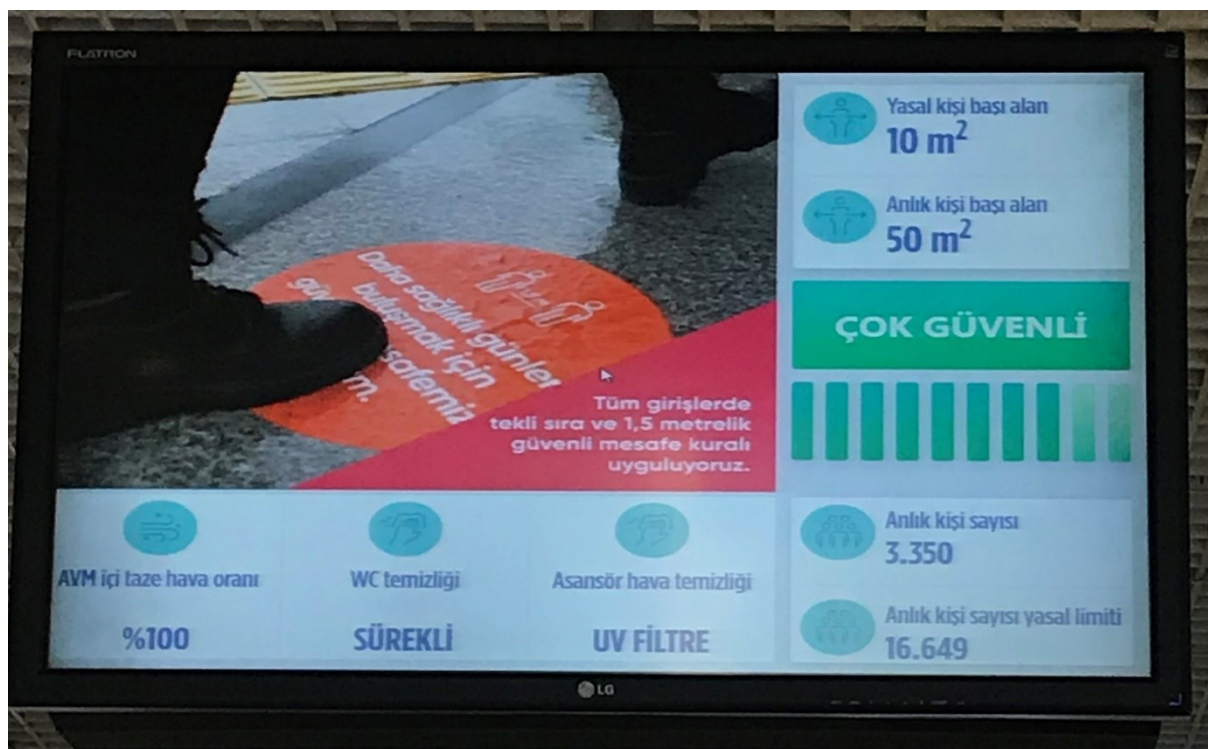 FLATRON
Daha sağlıklı günler
buluşmak için
safemiz
m.
Tüm girişlerde
tekli sıra ve 1,5 metrelik
güvenli mesafe kuralı
uyguluyoruz.
Yasal kişi başı alan
10 m²
Anlık kişi başı alan
50 m²
ÇOK GÜVENLİ
Anlık kişi sayısı
3.350
Anlık kişi sayısı yasal limiti
16.649
AVM içi taze hava oranı
%100
WC temizliği
SÜREKLİ
Asansör hava temizliği
UV FİLTRE
LG